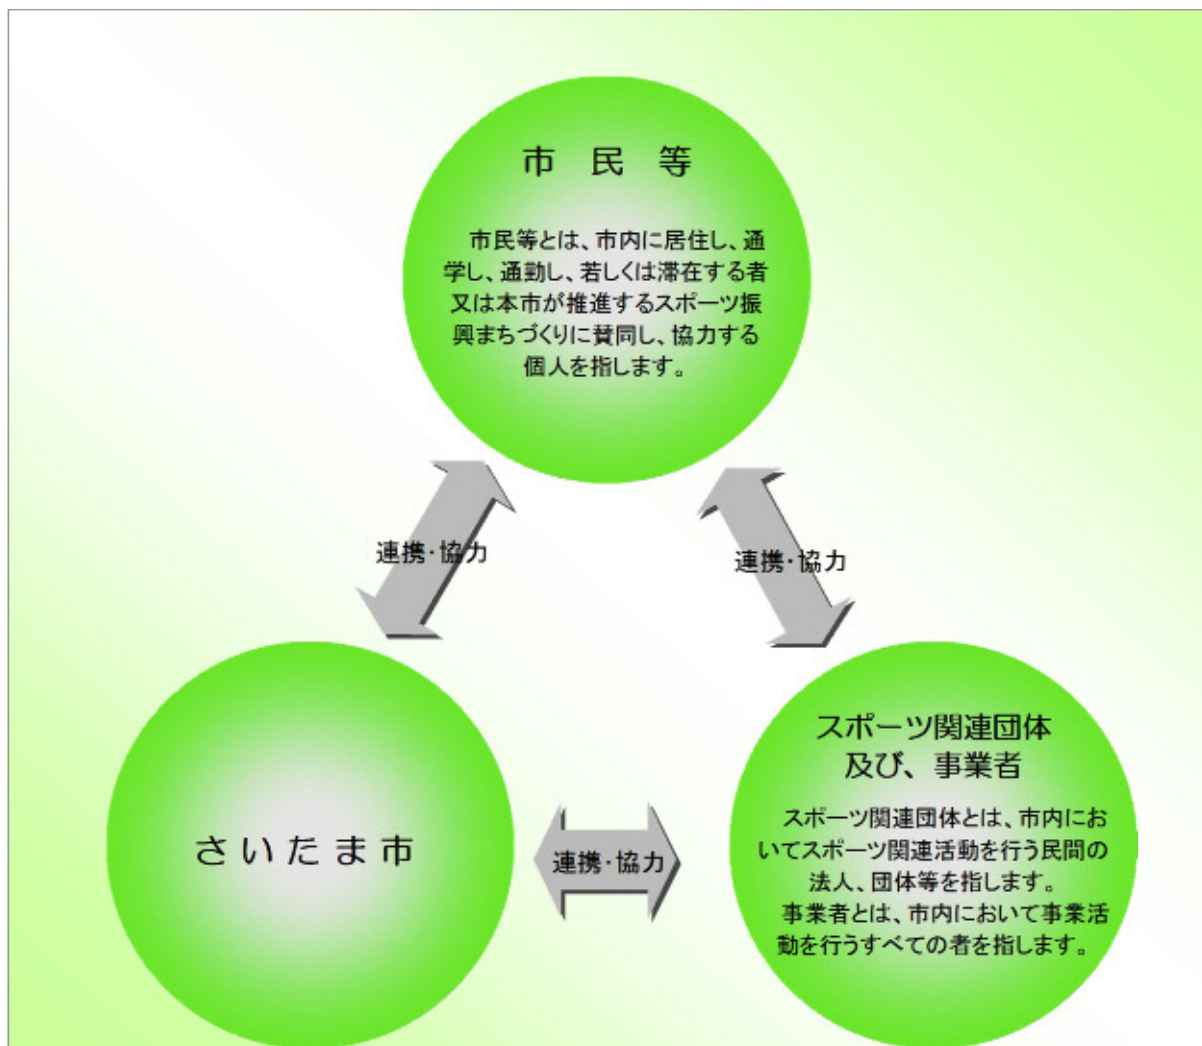 市 民 等
市民等とは、市内に居住し、通
学し、通勤し、若しくは滞在する者
又は本市が推進するスポーツ振
興まちづくりに賛同し、協力する
個人を指します。
連携・協力
連携・協力
さ い た ま 市
連携・協力
スポーツ関連団体
及び、事業者
スポーツ関連団体とは、市内にお
いてスポーツ関連活動を行う民間の
法人、団体等を指します。
事業者とは、市内において事業活
動を行うすべての者を指します。